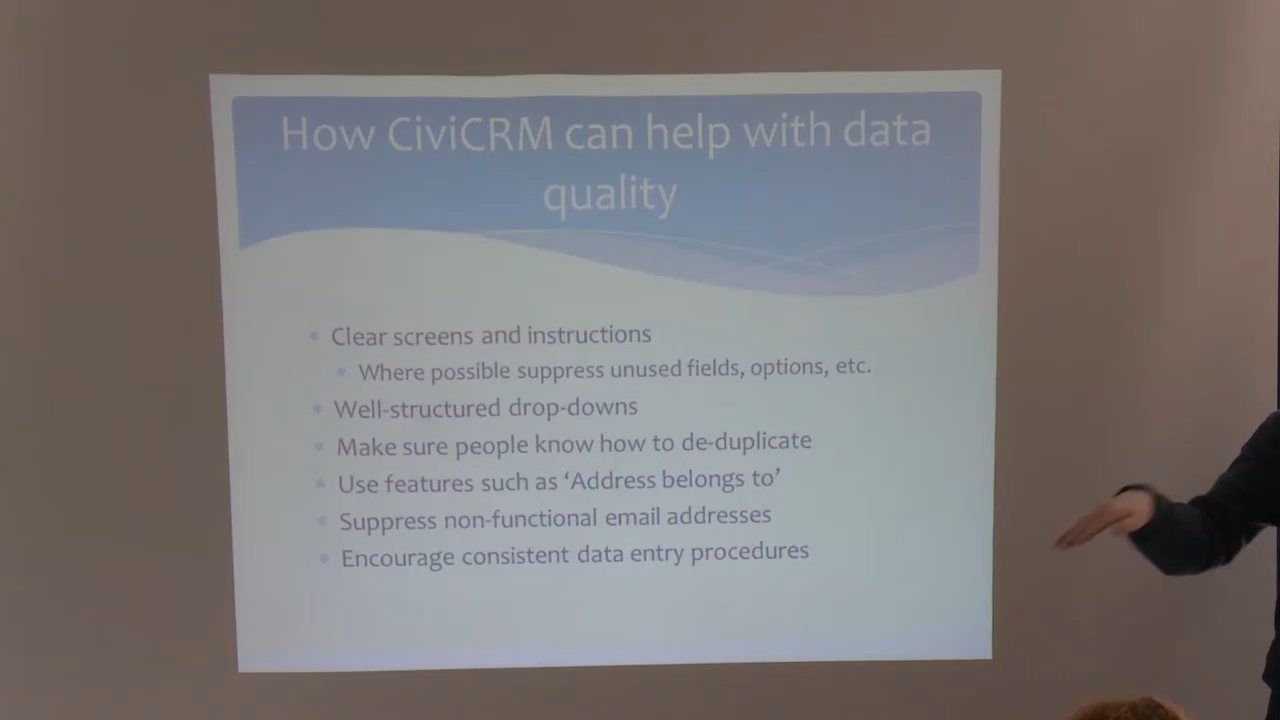 How CiviCRM can help with data
quality
Clear screens and instructions
Where possible suppress unused fields, options, etc.
Well-structured drop-downs
Make sure people know how to de-duplicate
Use features such as ‘Address belongs to’
Suppress non-functional email addresses
Encourage consistent data entry procedures